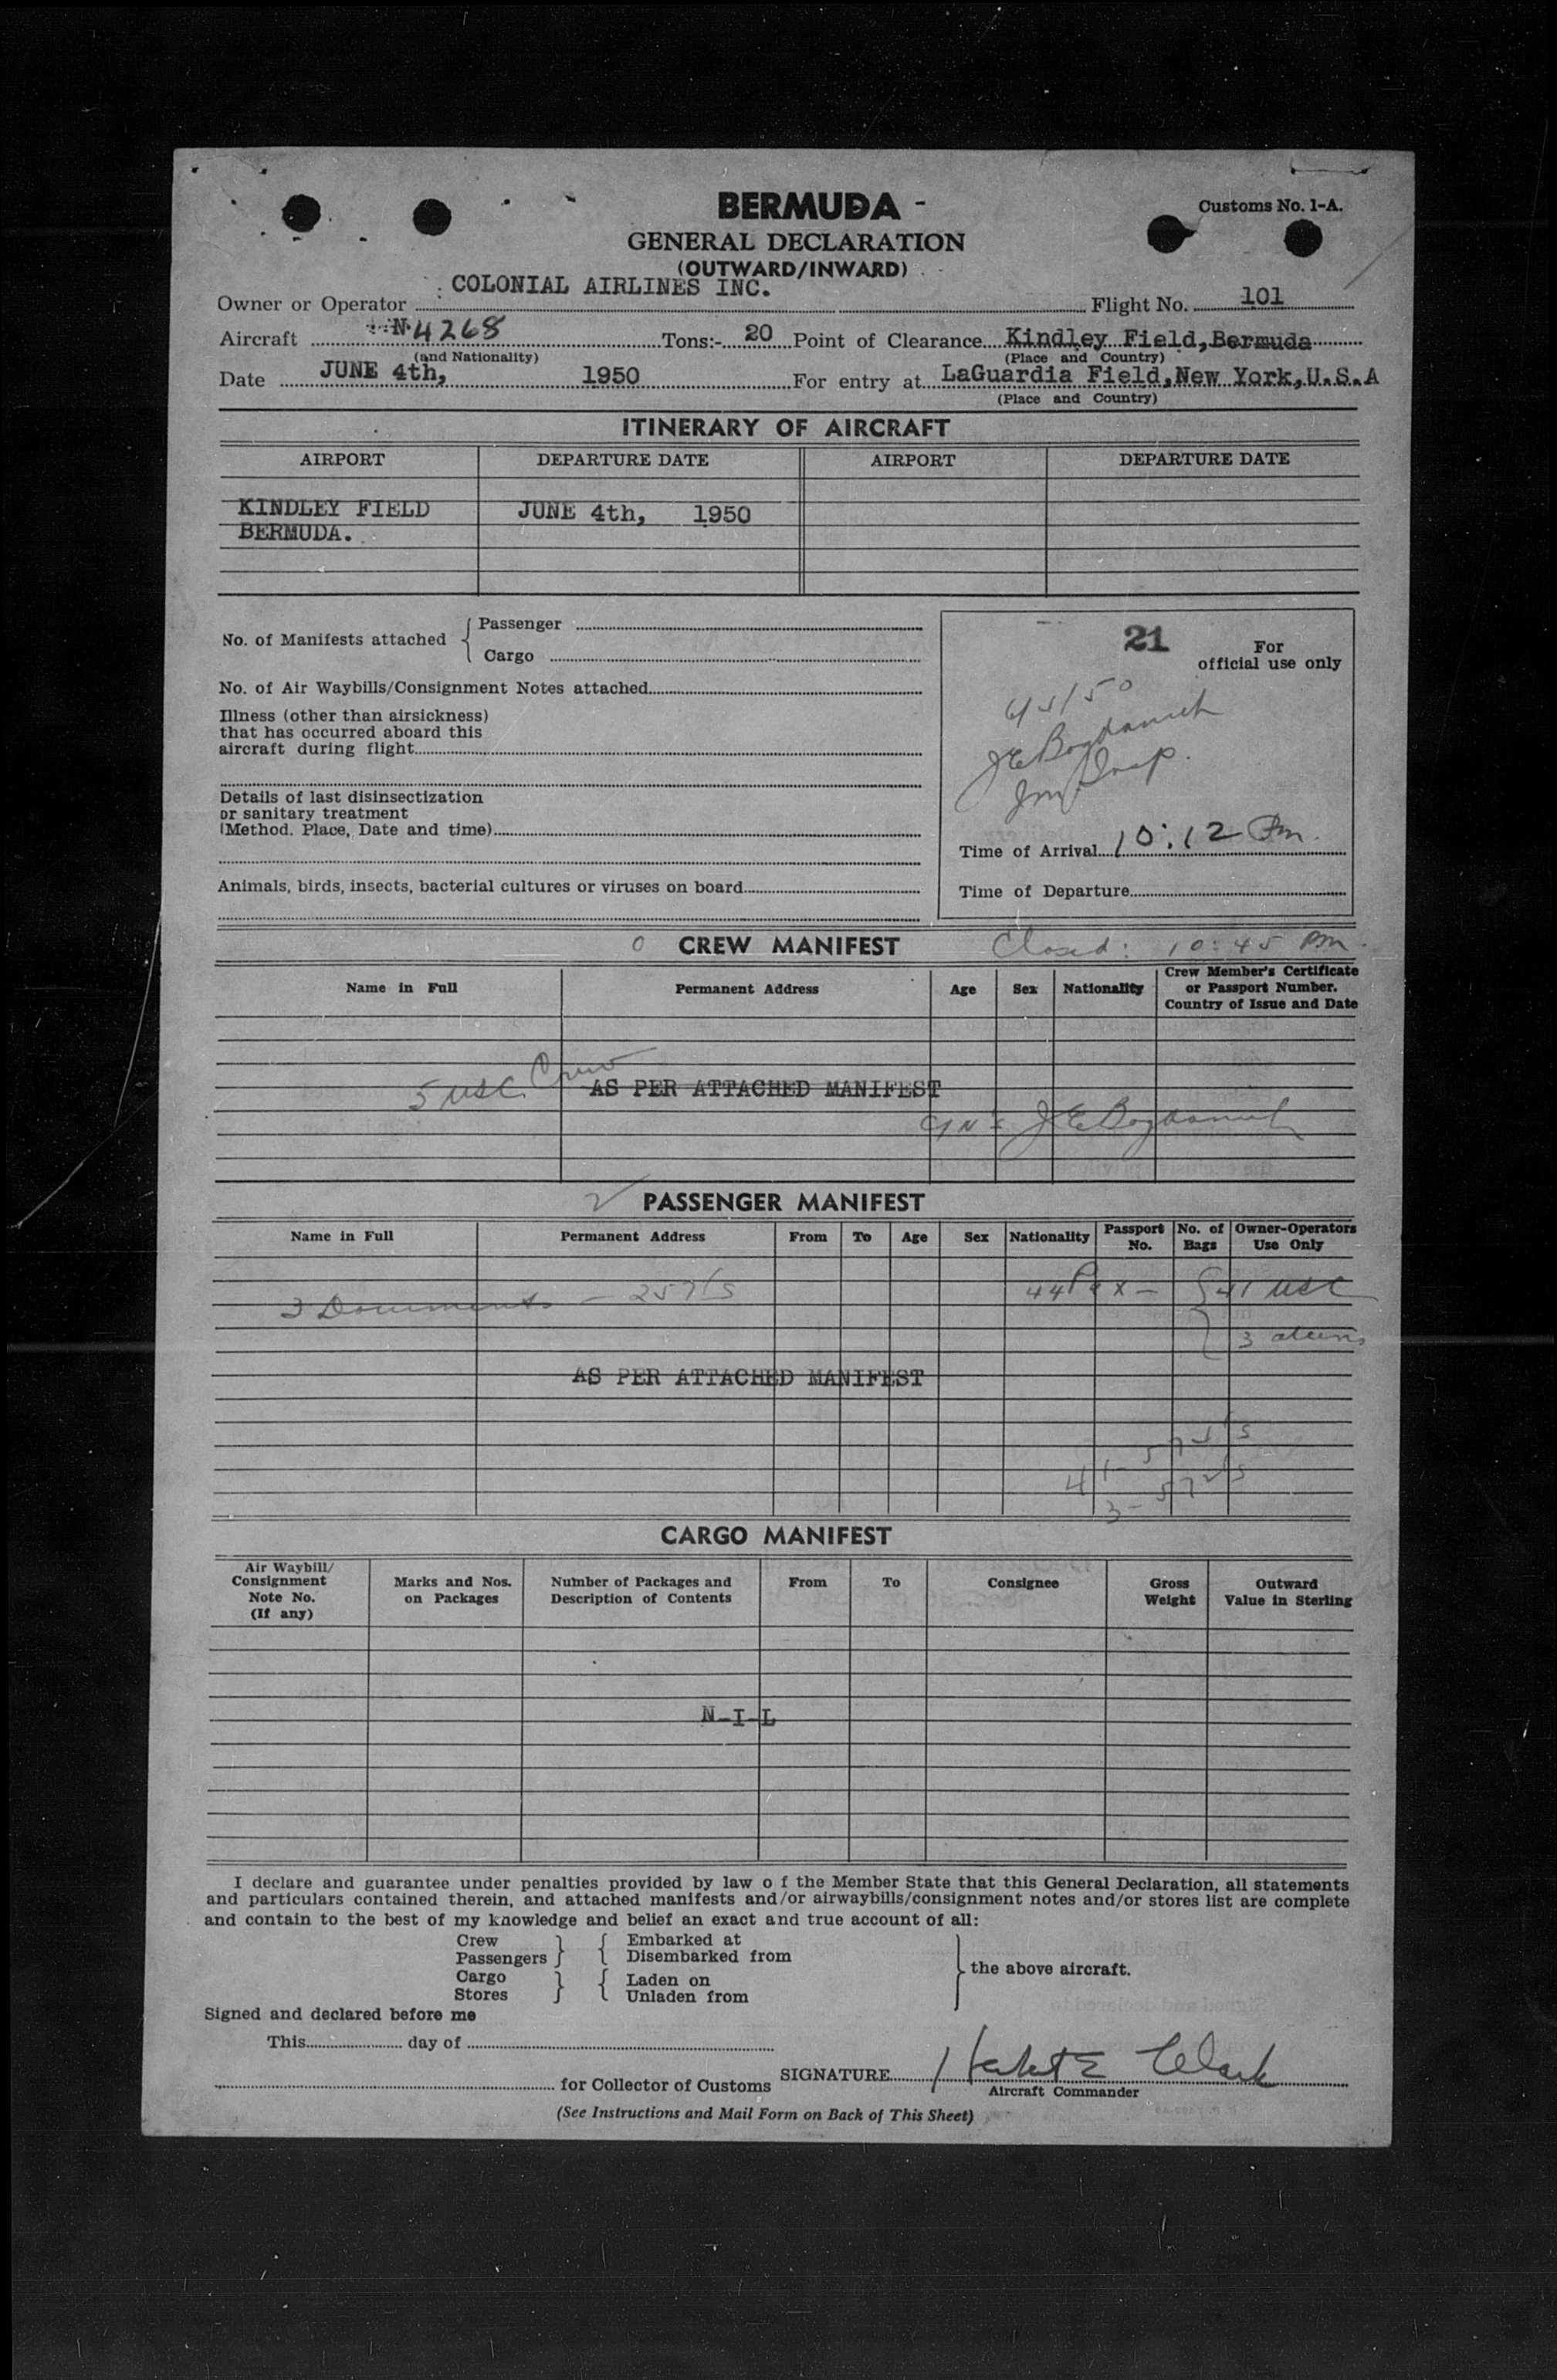 BERMUDA
Customs No. 1-A.
GENERAL DECLARATION
(OUTWARD/INWARD)
Owner or Operator COLONIAL AIRLINES INC. Flight No. 101
Aircraft N 4268 Tons:- 20 Point of Clearance Kindley Field, Bermuda
(and Nationality) (Place and Country)
Date JUNE 4th, 1950 For entry at LaGuardia Field, New York, U.S.A
(Place and Country)
ITINERARY OF AIRCRAFT
AIRPORT DEPARTURE DATE AIRPORT DEPARTURE DATE
KINDLEY FIELD JUNE 4th, 1950
BERMUDA.
No. of Manifests attached { Passenger
Cargo
No. of Air Waybills/Consignment Notes attached
Illness (other than airsickness)
that has occurred aboard this
aircraft during flight
Details of last disinsectization
or sanitary treatment
(Method. Place, Date and time)
Animals, birds, insects, bacterial cultures or viruses on board
21
For
official use only
J E Bogdanich
Time of Arrival 10:12 Pm.
Time of Departure
CREW MANIFEST Closed: 10:45 Pm.
Name in Full Permanent Address Age Sex Nationality Crew Member's Certificate
or Passport Number.
Country of Issue and Date
5 USC Crew
AS PER ATTACHED MANIFEST
J E Bogdanich
PASSENGER MANIFEST
Name in Full Permanent Address From To Age Sex Nationality Passport No. No. of Bags Owner-Operators Use Only
3 Documents — 257's 44 Pax — { 41 USC
3 aliens
AS PER ATTACHED MANIFEST
CARGO MANIFEST
Air Waybill/
Consignment
Note No.
(If any)
Marks and Nos.
on Packages
Number of Packages and
Description of Contents
From To Consignee
Gross
Weight
Outward
Value in Sterling
N-I-L
I declare and guarantee under penalties provided by law o f the Member State that this General Declaration, all statements
and particulars contained therein, and attached manifests and/or airwaybills/consignment notes and/or stores list are complete
and contain to the best of my knowledge and belief an exact and true account of all:
Crew } { Embarked at
Passengers } { Disembarked from
} the above aircraft.
Cargo } { Laden on
Stores } { Unladen from
Signed and declared before me
This day of
for Collector of Customs SIGNATURE Clark
Aircraft Commander
(See Instructions and Mail Form on Back of This Sheet)